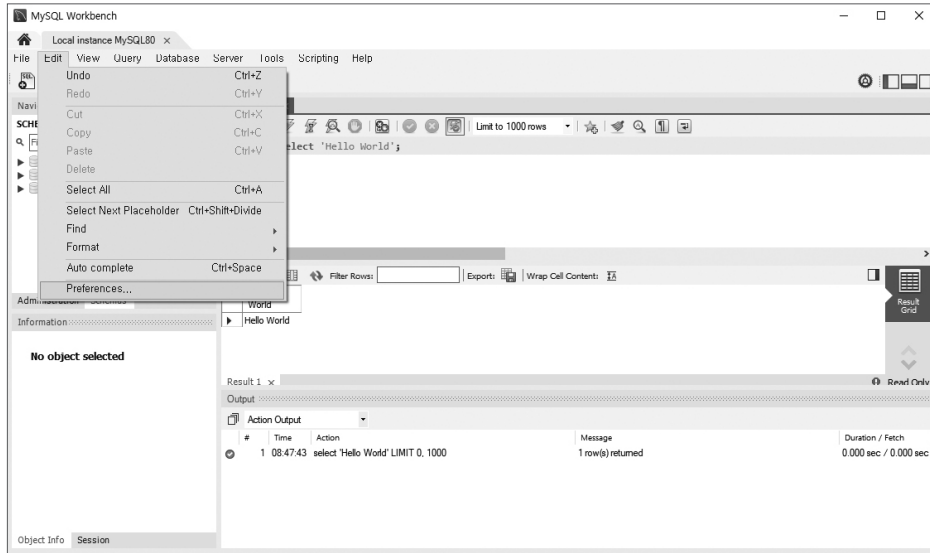 MySQL Workbench
Local instance MySQL80 ×
File Edit View Query Database Server Tools Scripting Help
Undo Ctrl+Z
Redo Ctrl+Y
Navi
Cut Ctrl+X
SCHE
Copy Ctrl+C
Limit to 1000 rows
Fi
Paste Ctrl+V
elect 'Hello World';
Delete
Select All Ctrl+A
Select Next Placeholder Ctrl+Shift+Divide
Find
Format
Auto complete Ctrl+Space
Filter Rows: Export: Wrap Cell Content:
Preferences...
Administration Schemas
World
Result Grid
Information
Hello World
No object selected
Result 1 ×
Read Only
Output
Action Output
# Time Action Message Duration / Fetch
1 08:47:43 select 'Hello World' LIMIT 0, 1000 1 row(s) returned 0.000 sec / 0.000 sec
Object Info Session